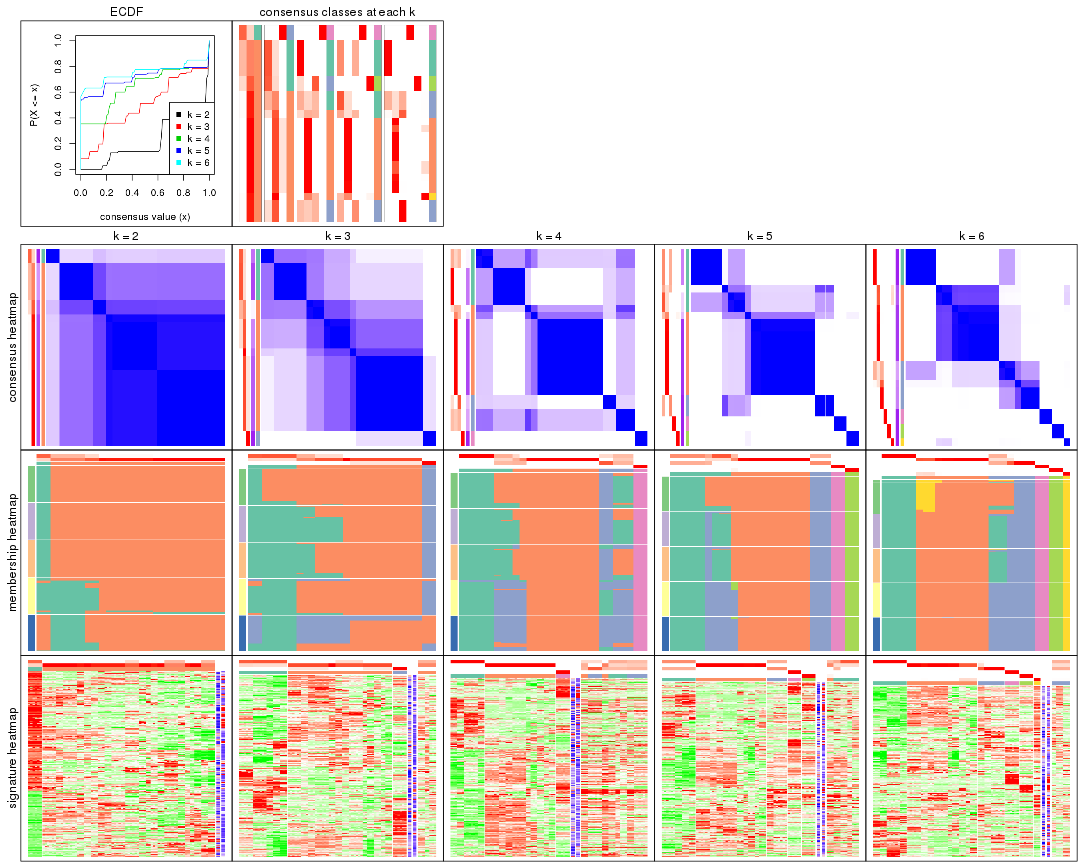 ECDF
consensus classes at each k
P(X <= x)
0.0 0.2 0.4 0.6 0.8 1.0
k = 2
k = 3
k = 4
k = 5
k = 6
0.0 0.2 0.4 0.6 0.8 1.0
consensus value (x)
k = 2
k = 3
k = 4
k = 5
k = 6
consensus heatmap
membership heatmap
signature heatmap